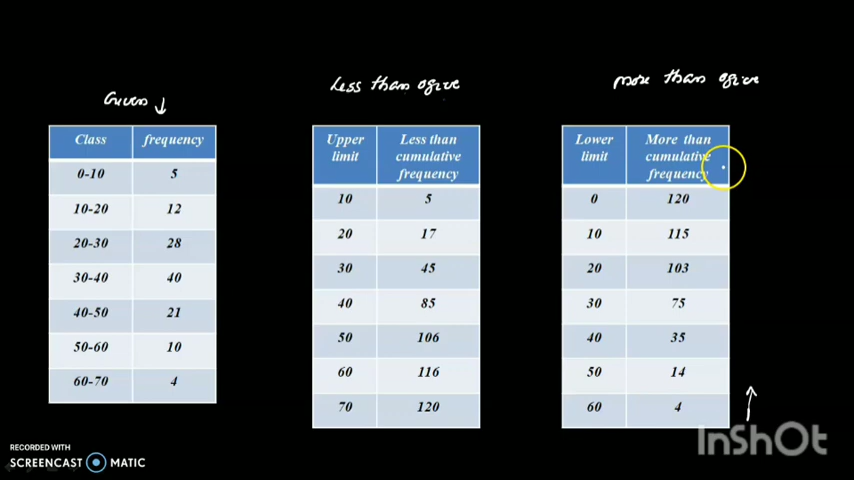 Given ↓
Class frequency
0-10 5
10-20 12
20-30 28
30-40 40
40-50 21
50-60 10
60-70 4
Less than ogive
Upper limit Less than cumulative frequency
10 5
20 17
30 45
40 85
50 106
60 116
70 120
more than ogive
Lower limit More than cumulative frequency
0 120
10 115
20 103
30 75
40 35
50 14
60 4
↑
RECORDED WITH
SCREENCAST MATIC
InShOt